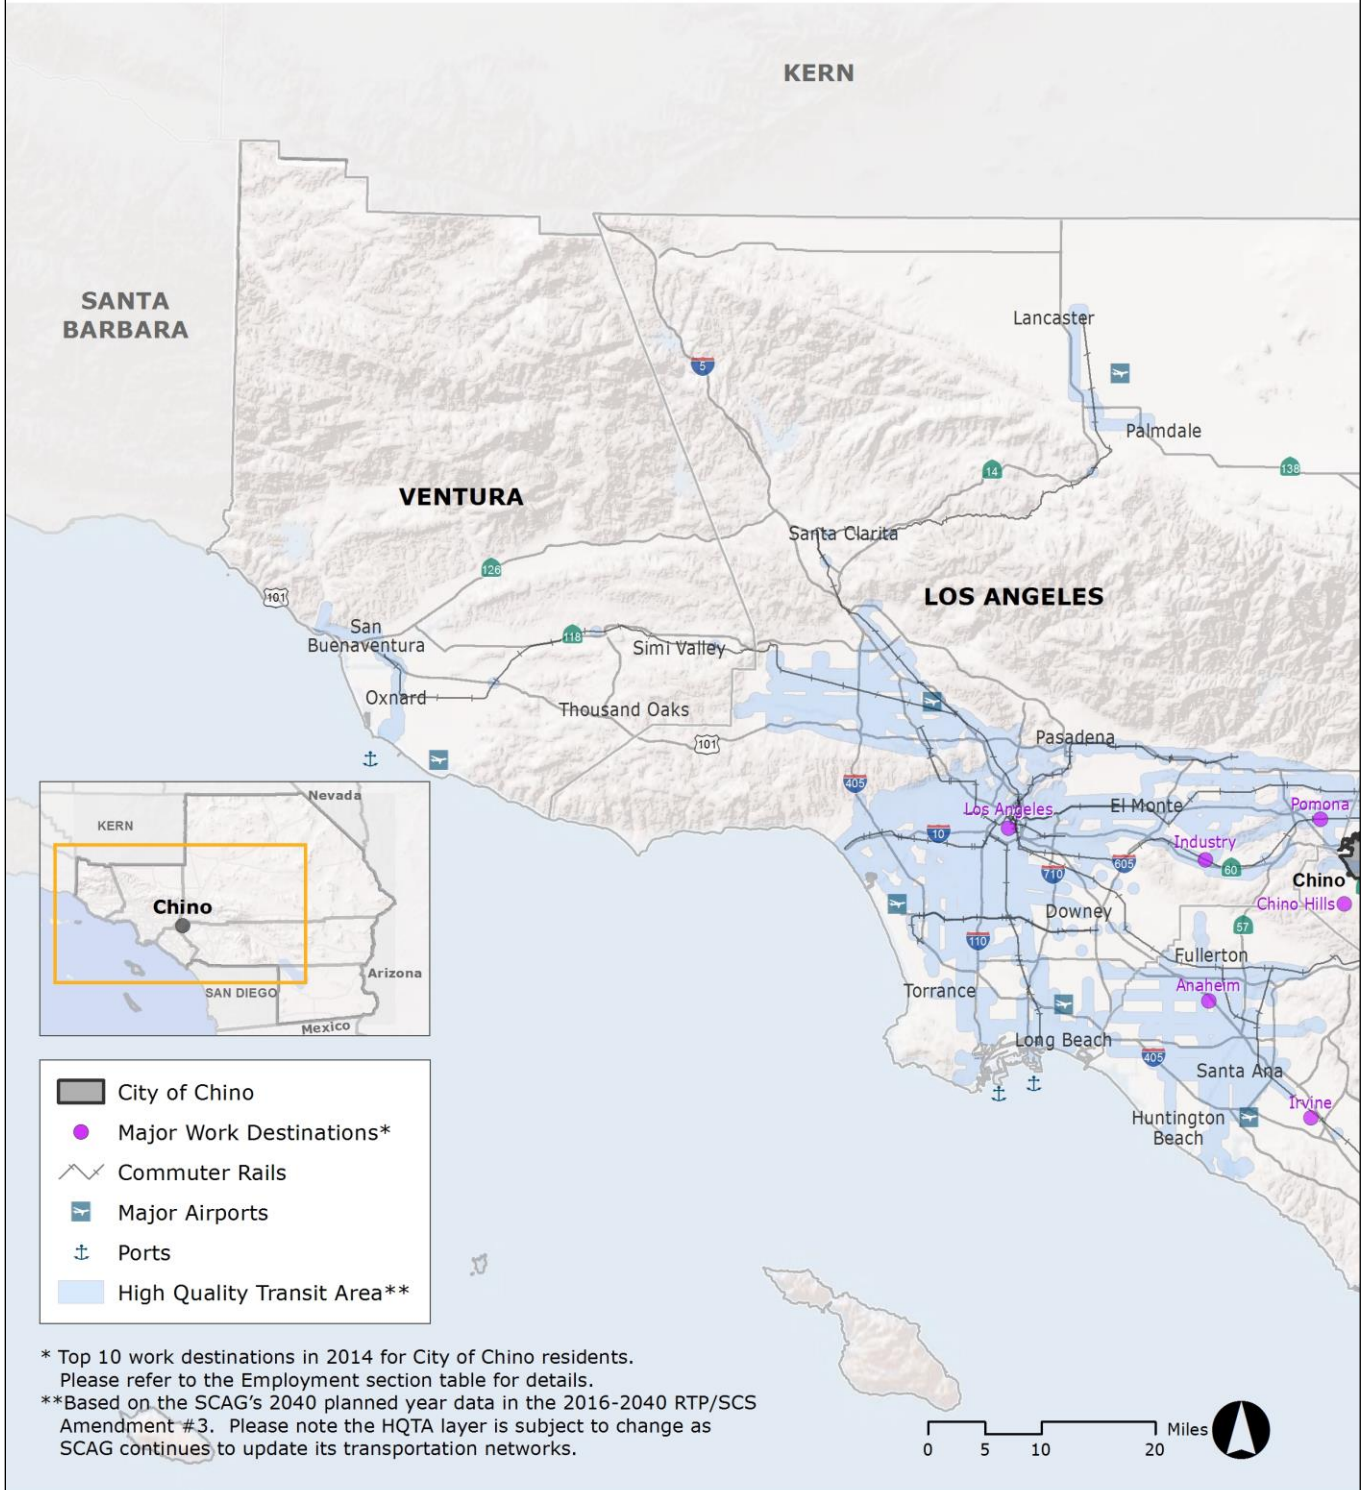 KERN
SANTA
BARBARA
Lancaster
5
Palmdale
14
138
VENTURA
Santa Clarita
126
LOS ANGELES
101
San
Buenaventura
118
Simi Valley
Oxnard
Thousand Oaks
101
Pasadena
405
Los Angeles
El Monte
Pomona
10
Industry
605
60
710
Chino
Chino Hills
Downey
57
110
Fullerton
Anaheim
Torrance
Long Beach
405
Santa Ana
Irvine
Huntington
Beach
Nevada
KERN
Chino
Arizona
SAN DIEGO
Mexico
City of Chino
Major Work Destinations*
Commuter Rails
Major Airports
Ports
High Quality Transit Area**
* Top 10 work destinations in 2014 for City of Chino residents.
Please refer to the Employment section table for details.
**Based on the SCAG's 2040 planned year data in the 2016-2040 RTP/SCS
Amendment #3. Please note the HQTA layer is subject to change as
SCAG continues to update its transportation networks.
Miles
0 5 10 20